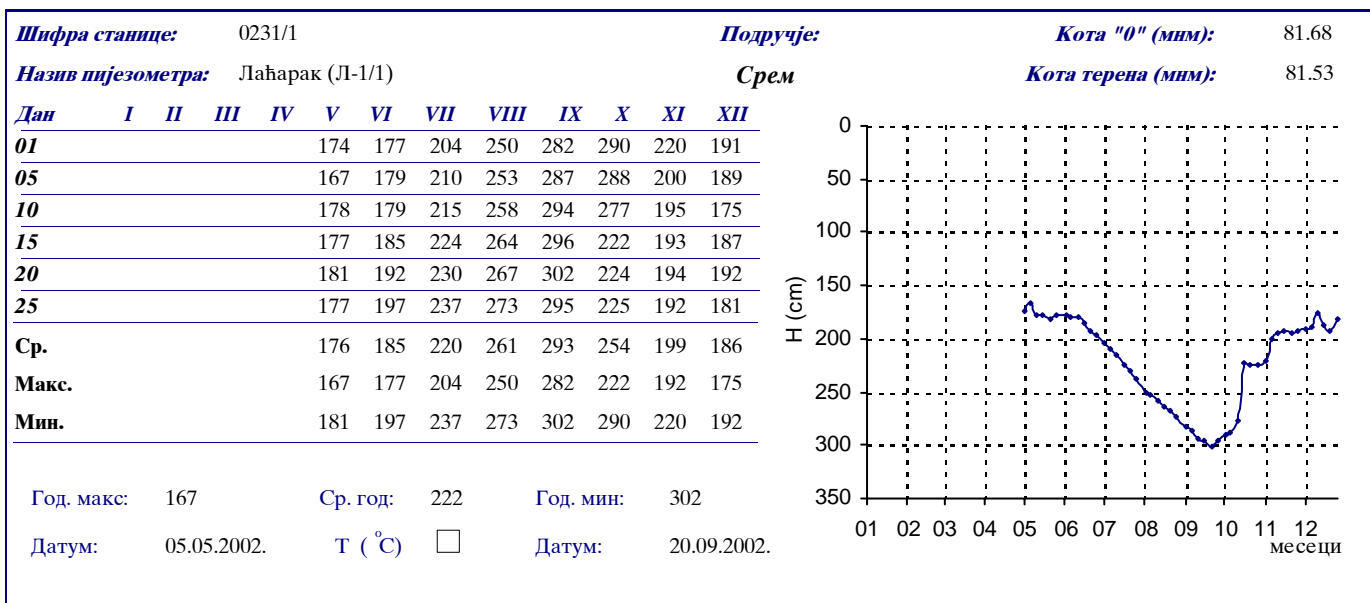 Шифра станице: 0231/1 Подручје: Кота "0" (мнм): 81.68
Назив пијезометра: Лаћарак (Л-1/1) Срем Кота терена (мнм): 81.53
Дан I II III IV V VI VII VIII IX X XI XII
01 174 177 204 250 282 290 220 191
05 167 179 210 253 287 288 200 189
10 178 179 215 258 294 277 195 175
15 177 185 224 264 296 222 193 187
20 181 192 230 267 302 224 194 192
25 177 197 237 273 295 225 192 181
Ср. 176 185 220 261 293 254 199 186
Макс. 167 177 204 250 282 222 192 175
Мин. 181 197 237 273 302 290 220 192
Год. макс: 167 Ср. год: 222 Год. мин: 302
Датум: 05.05.2002. Т ( °C) Датум: 20.09.2002.
0
50
100
150
200
250
300
350
H (cm)
01 02 03 04 05 06 07 08 09 10 11 12
месеци